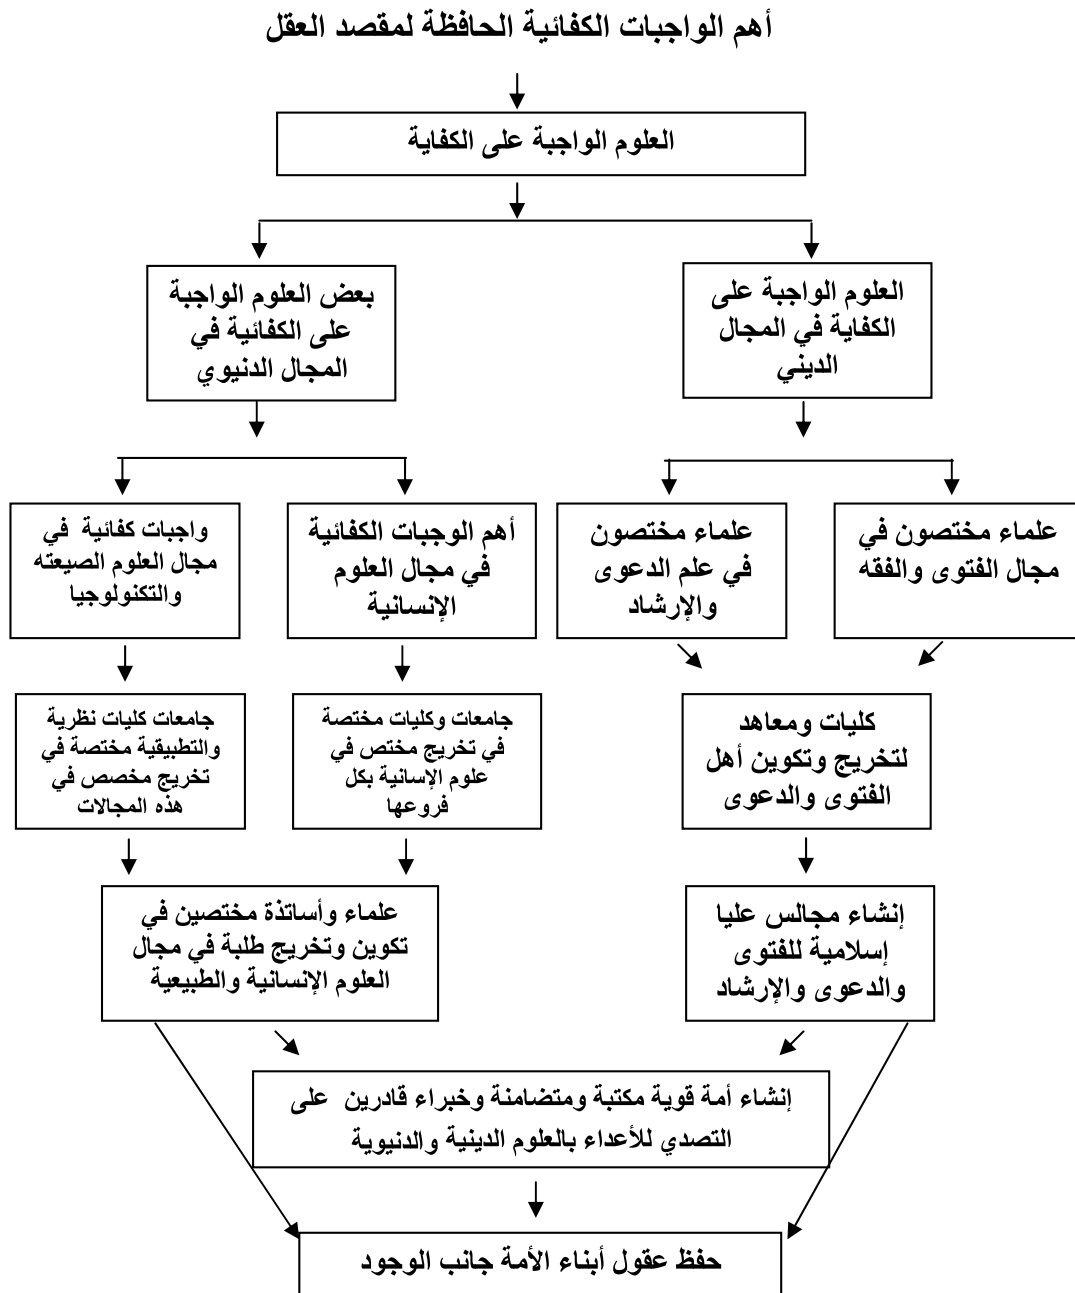 أهم الواجبات الكفائية الحافظة لمقصد العقل
العلوم الواجبة على الكفاية
العلوم الواجبة على
الكفاية في المجال
الديني
بعض العلوم الواجبة
على الكفائية في
المجال الدنيوي
علماء مختصون في
مجال الفتوى والفقه
علماء مختصون
في علم الدعوى
والإرشاد
أهم الوجبات الكفائية
في مجال العلوم
الإنسانية
واجبات كفائية في
مجال العلوم الصيعته
والتكنولوجيا
كليات ومعاهد
لتخريج وتكوين أهل
الفتوى والدعوى
جامعات وكليات مختصة
في تخريج مختص في
علوم الإسانية بكل
فروعها
جامعات كليات نظرية
والتطبيقية مختصة في
تخريج مخصص في
هذه المجالات
إنشاء مجالس عليا
إسلامية للفتوى
والدعوى والإرشاد
علماء وأساتذة مختصين في
تكوين وتخريج طلبة في مجال
العلوم الإنسانية والطبيعية
إنشاء أمة قوية مكتبة ومتضامنة وخبراء قادرين على
التصدي للأعداء بالعلوم الدينية والدنيوية
حفظ عقول أبناء الأمة جانب الوجود